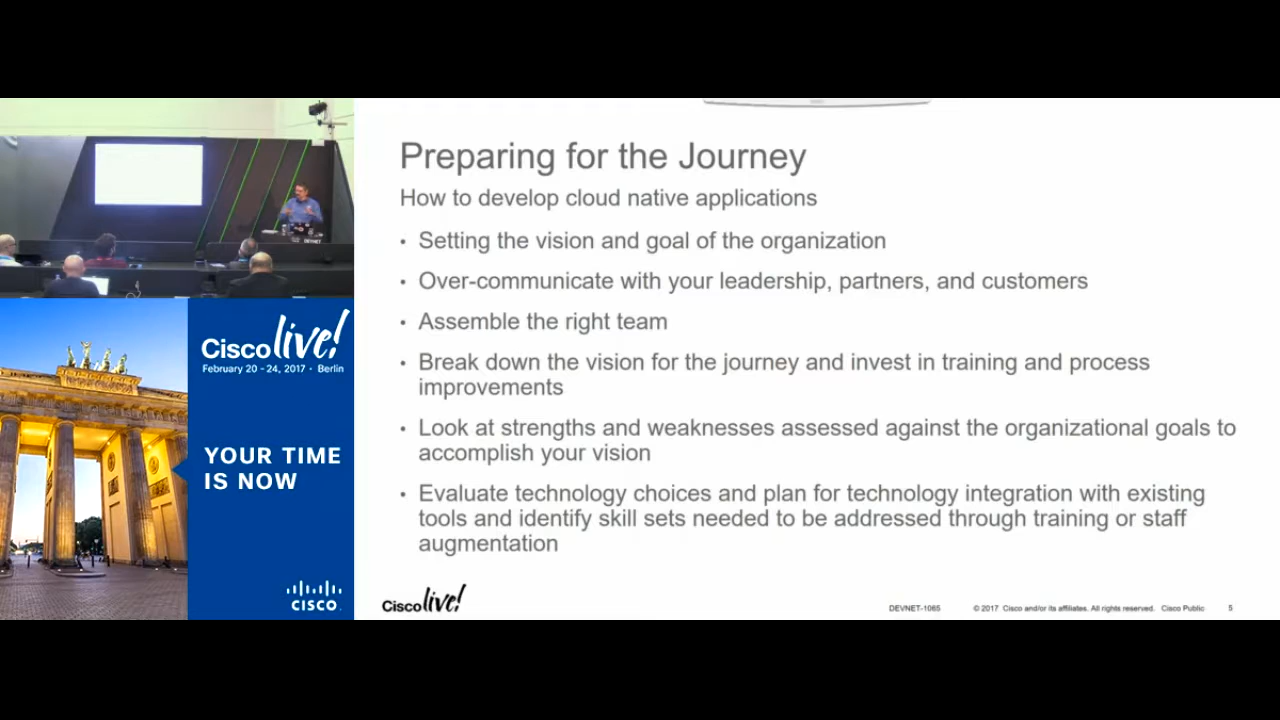 Preparing for the Journey
How to develop cloud native applications
• Setting the vision and goal of the organization
• Over-communicate with your leadership, partners, and customers
• Assemble the right team
• Break down the vision for the journey and invest in training and process
improvements
• Look at strengths and weaknesses assessed against the organizational goals to
accomplish your vision
• Evaluate technology choices and plan for technology integration with existing
tools and identify skill sets needed to be addressed through training or staff
augmentation
Cisco live!
DEVNET-1065 © 2017 Cisco and/or its affiliates. All rights reserved. Cisco Public 5
DEVNET
Cisco live!
February 20 - 24, 2017 • Berlin
YOUR TIME
IS NOW
CISCO.